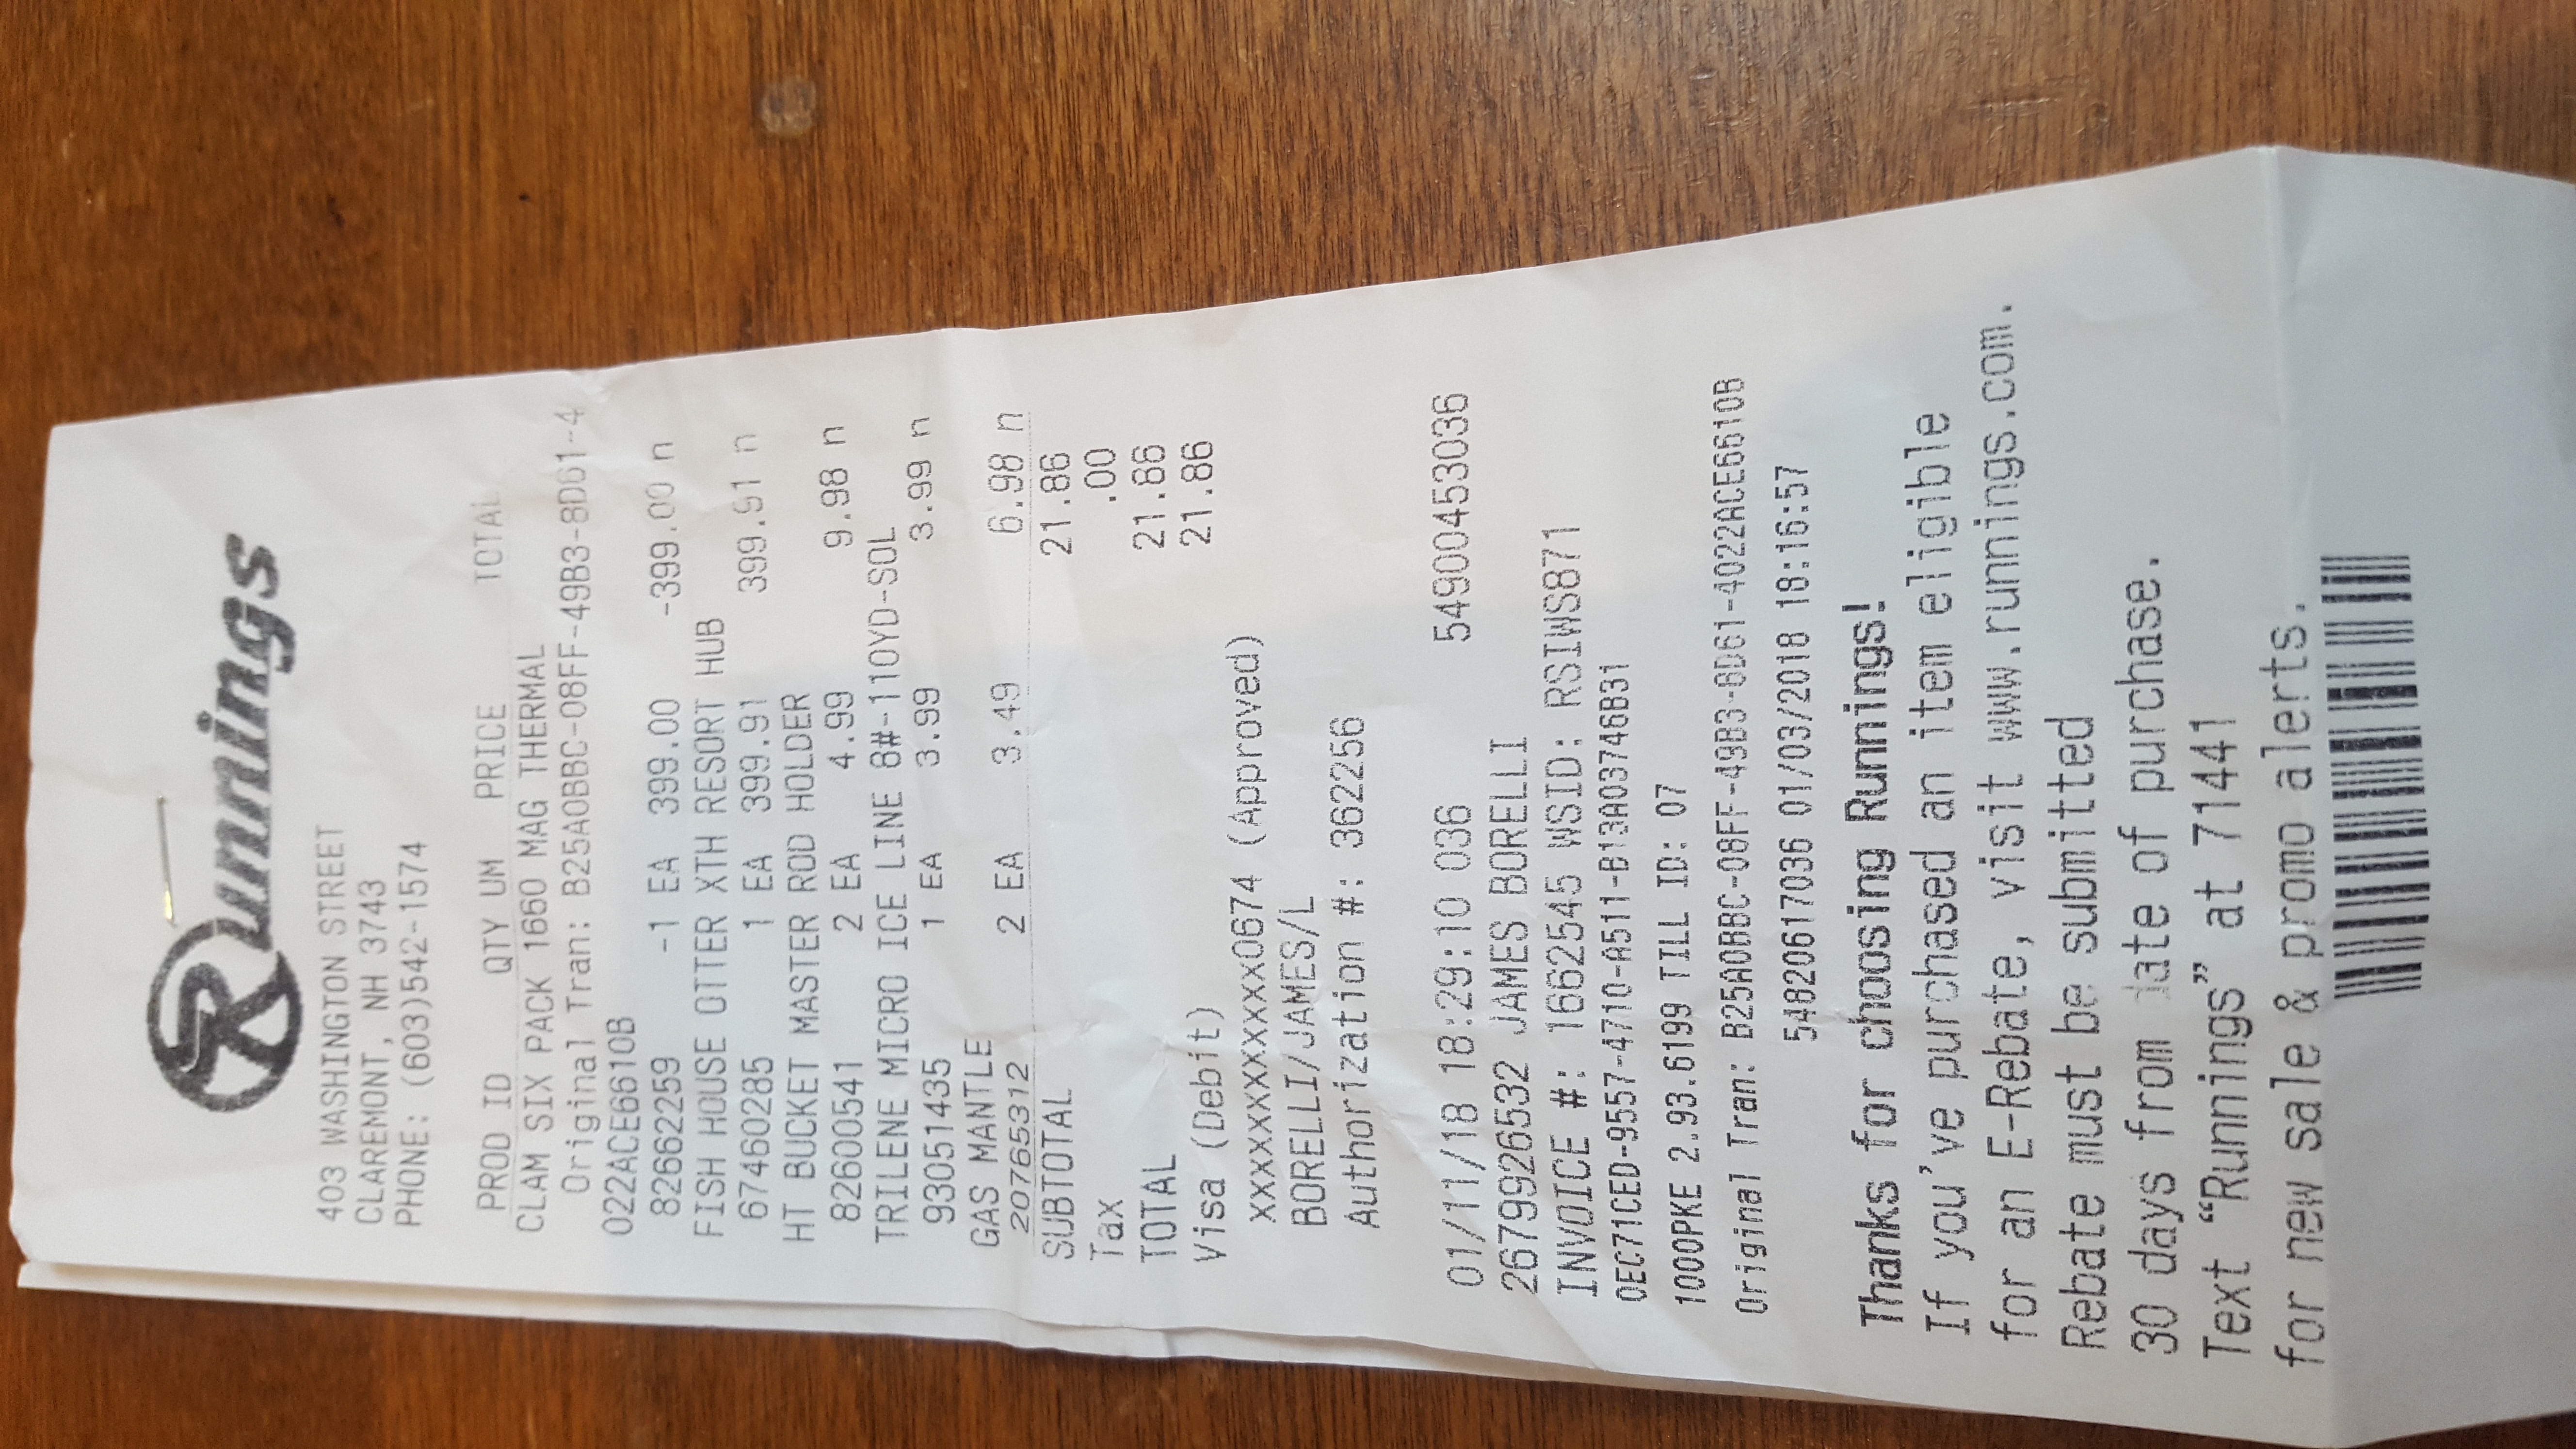 Runnings
403 WASHINGTON STREET
CLAREMONT, NH 3743
PHONE: (603)542-1574
PROD ID QTY UM PRICE TOTAL
CLAM SIX PACK 1660 MAG THERMAL
Original Tran: B25A0BBC-08FF-49B3-8D61-4
022ACE6610B
82662259 -1 EA 399.00 -399.00 n
FISH HOUSE OTTER XTH RESORT HUB
67460285 1 EA 399.91 399.91 n
HT BUCKET MASTER ROD HOLDER
82600541 2 EA 4.99 9.98 n
TRILENE MICRO ICE LINE 8#-110YD-SOL
93051435 1 EA 3.99 3.99 n
GAS MANTLE
20765312 2 EA 3.49 6.98 n
SUBTOTAL 21.86
Tax .00
TOTAL 21.86
Visa (Debit) 21.86
XXXXXXXXXXXX0674 (Approved)
BORELLI/JAMES/L
Authorization #: 362256
01/11/18 18:29:10 036 54900453036
26799926532 JAMES BORELLI
INVOICE #: 1662545 WSID: RSIWS871
0EC71CED-9557-4710-A511-B13A03746B31
1000PKE 2.93.6199 TILL ID: 07
Original Tran: B25A0BBC-08FF-49B3-8D61-4022ACE6610B
54820617036 01/03/2018 18:16:57
Thanks for choosing Runnings!
If you've purchased an item eligible
for an E-Rebate, visit www.runnings.com.
Rebate must be submitted
30 days from date of purchase.
Text “Runnings” at 71441
for new sale & promo alerts.